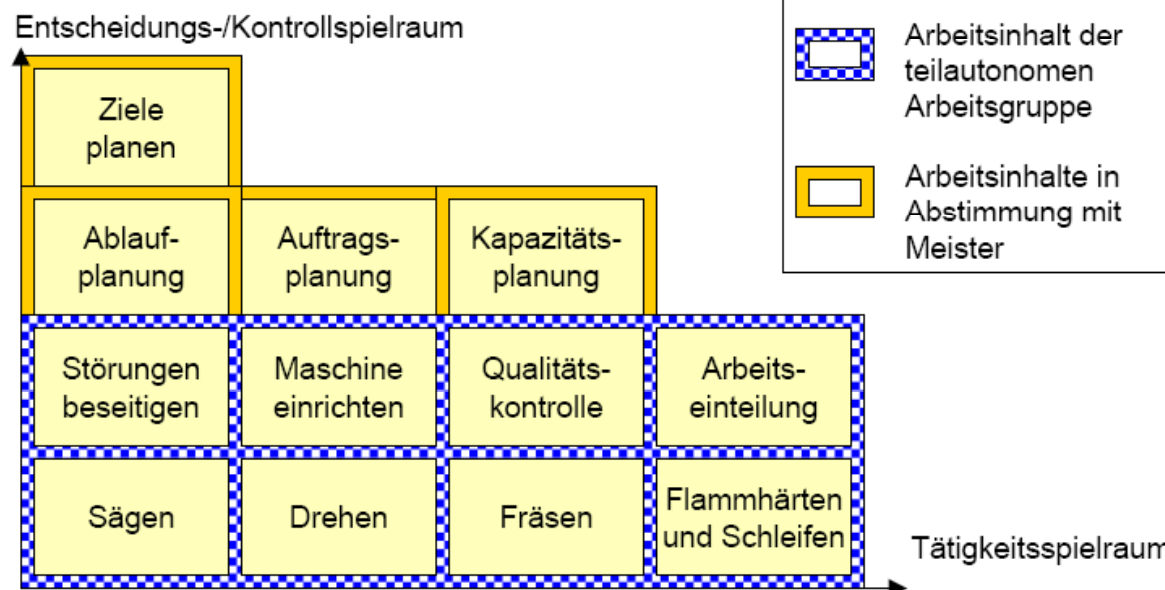 Entscheidungs-/Kontrollspielraum
Arbeitsinhalt der
teilautonomen
Arbeitsgruppe
Arbeitsinhalte in
Abstimmung mit
Meister
Ziele
planen
Ablauf-
planung
Auftrags-
planung
Kapazitäts-
planung
Störungen
beseitigen
Maschine
einrichten
Qualitäts-
kontrolle
Arbeits-
einteilung
Sägen
Drehen
Fräsen
Flammhärten
und Schleifen
Tätigkeitsspielraum